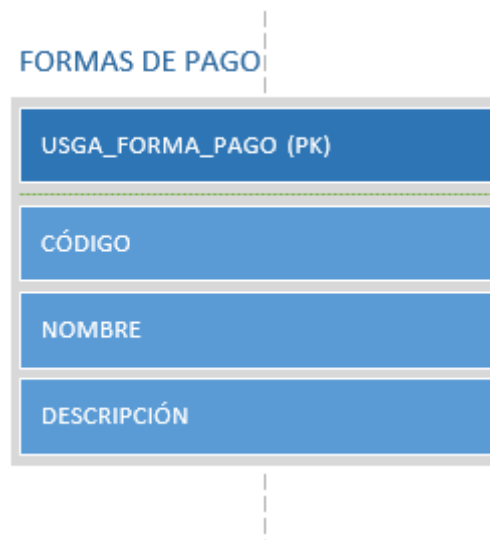 FORMAS DE PAGO
USGA_FORMA_PAGO (PK)
CÓDIGO
NOMBRE
DESCRIPCIÓN